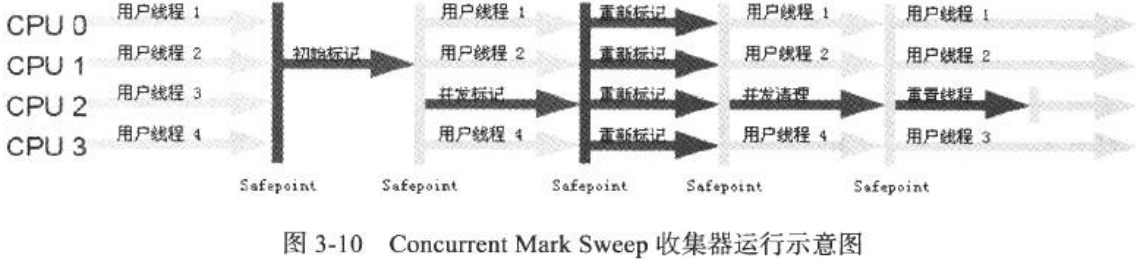 CPU 0 用户线程 1 用户线程 1 重新标记 用户线程 1 用户线程 1
CPU 1 用户线程 2 初始标记 用户线程 2 重新标记 用户线程 2 用户线程 2
CPU 2 用户线程 3 并发标记 重新标记 并发清理 重置线程
CPU 3 用户线程 4 用户线程 4 重新标记 用户线程 4 用户线程 3
Safepoint Safepoint Safepoint Safepoint Safepoint
图 3-10 Concurrent Mark Sweep 收集器运行示意图